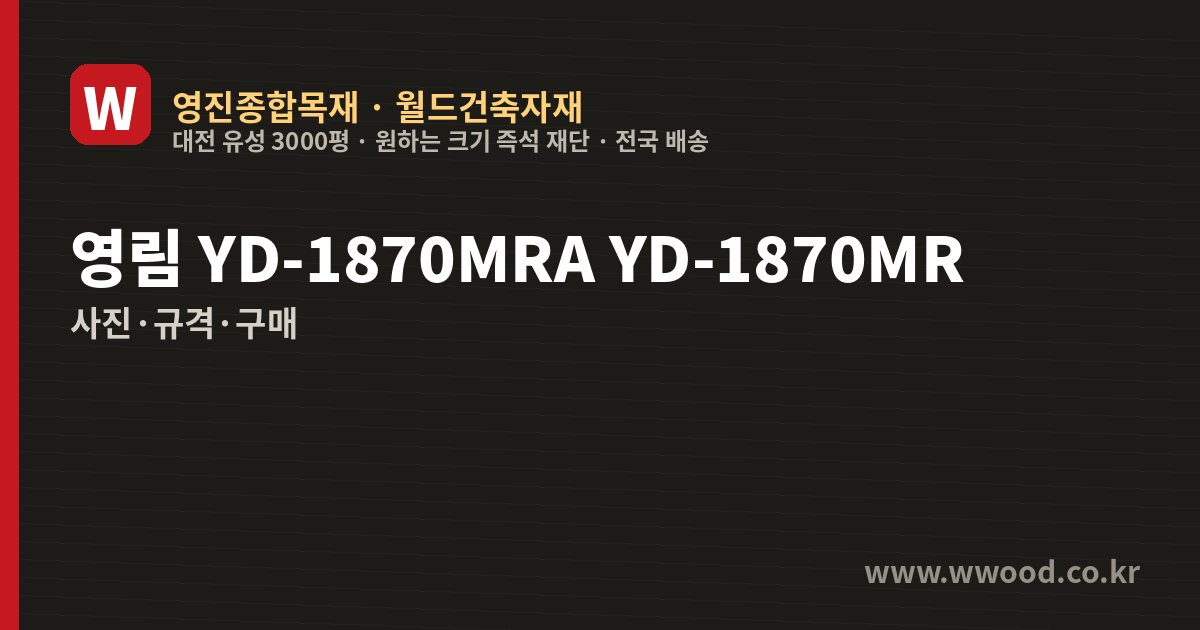 W
영진종합목재 · 월드건축자재
대전 유성 3000평 · 원하는 크기 즉석 재단 · 전국 배송
영림 YD-1870MRA YD-1870MR
사진·규격·구매
www.wwood.co.kr